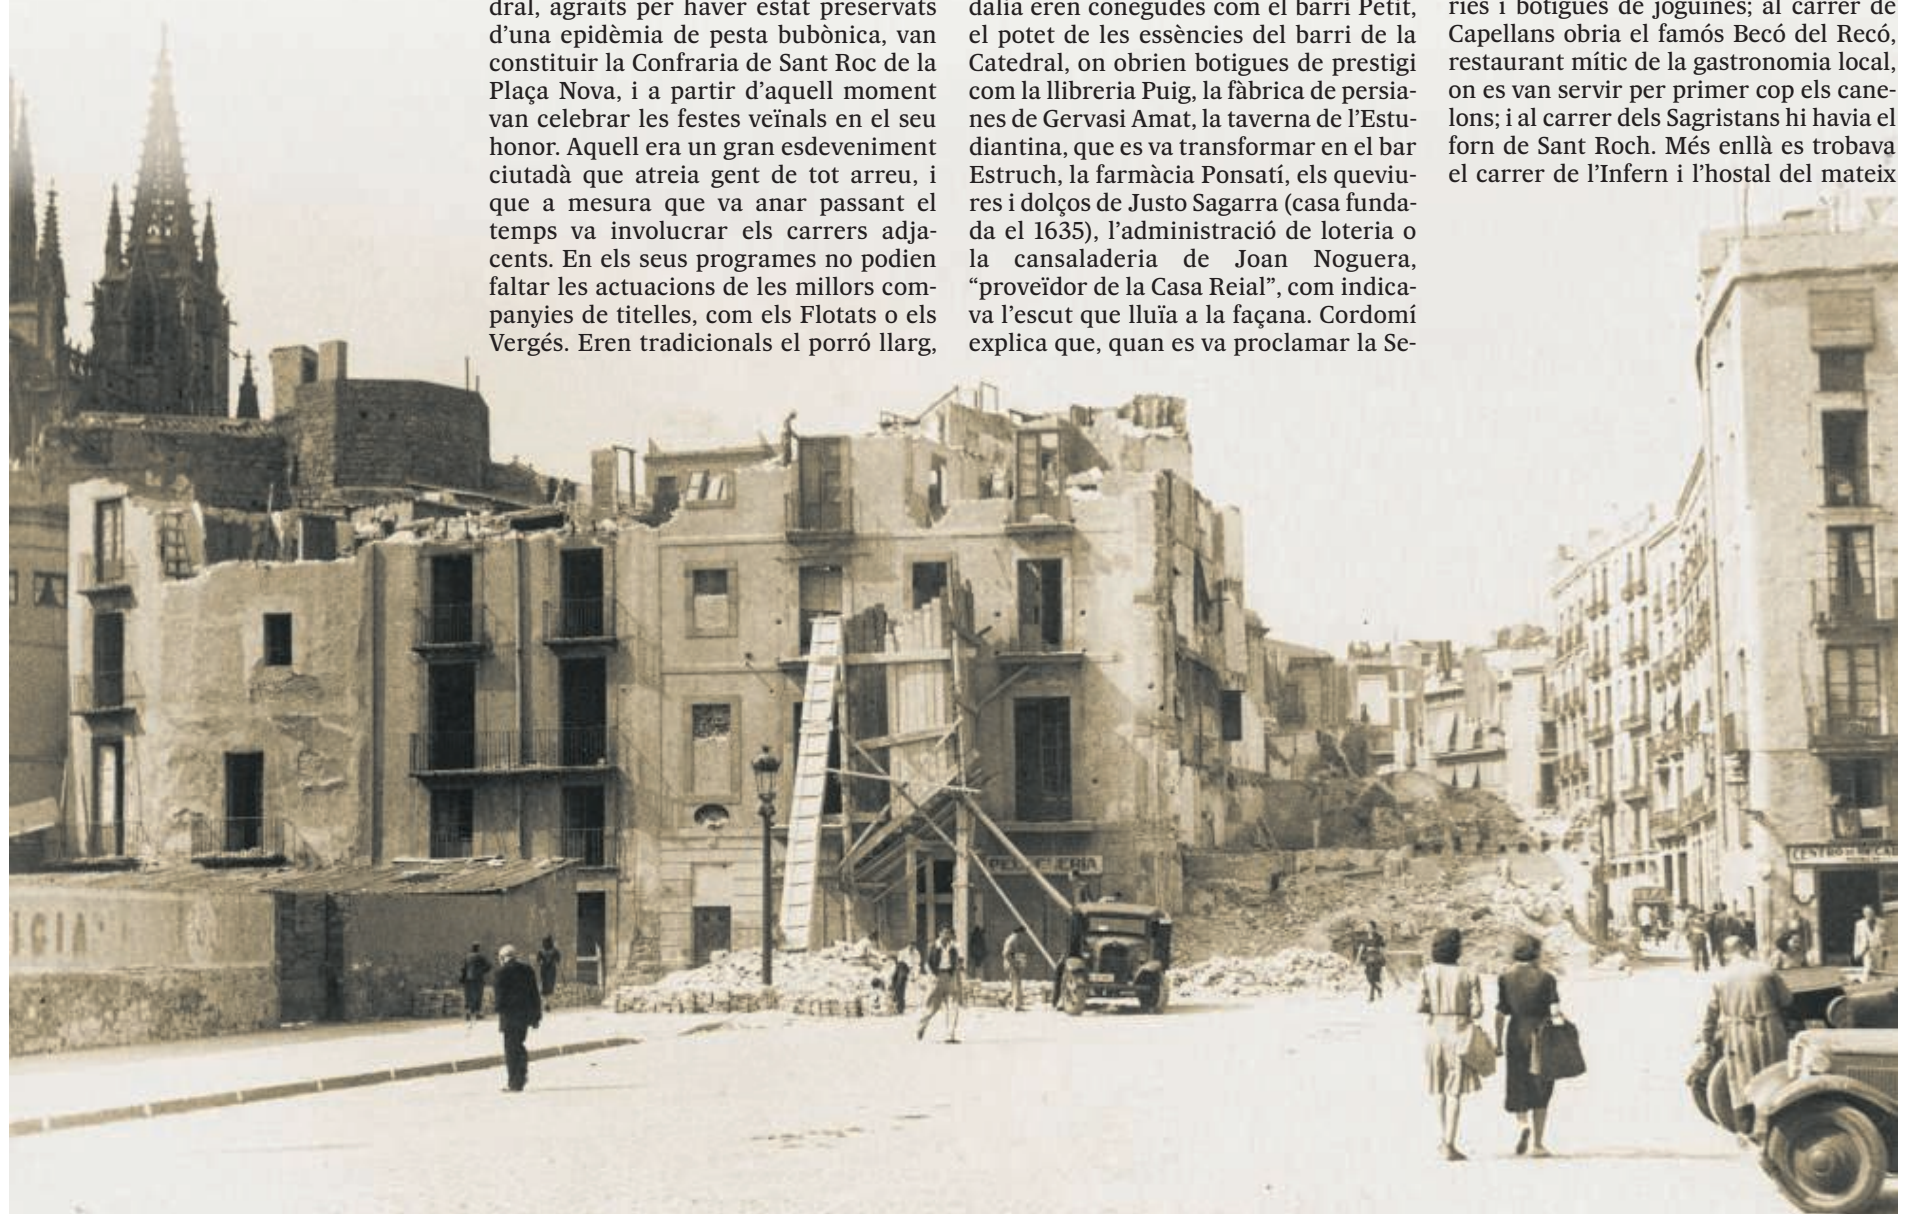 dral, agraïts per haver estat preservats
d’una epidèmia de pesta bubònica, van
constituir la Confraria de Sant Roc de la
Plaça Nova, i a partir d’aquell moment
van celebrar les festes veïnals en el seu
honor. Aquell era un gran esdeveniment
ciutadà que atreia gent de tot arreu, i
que a mesura que va anar passant el
temps va involucrar els carrers adja-
cents. En els seus programes no podien
faltar les actuacions de les millors com-
panyies de titelles, com els Flotats o els
Vergés. Eren tradicionals el porró llarg,
dàlia eren conegudes com el barri Petit,
el potet de les essències del barri de la
Catedral, on obrien botigues de prestigi
com la llibreria Puig, la fàbrica de persia-
nes de Gervasi Amat, la taverna de l’Estu-
diantina, que es va transformar en el bar
Estruch, la farmàcia Ponsatí, els queviu-
res i dolços de Justo Sagarra (casa funda-
da el 1635), l’administració de loteria o
la cansaladeria de Joan Noguera,
“proveïdor de la Casa Reial”, com indica-
va l’escut que lluïa a la façana. Cordomí
explica que, quan es va proclamar la Se-
ries i botigues de joguines; al carrer de
Capellans obria el famós Becó del Recó,
restaurant mític de la gastronomia local,
on es van servir per primer cop els cane-
lons; i al carrer dels Sagristans hi havia el
forn de Sant Roch. Més enllà es trobava
el carrer de l’Infern i l’hostal del mateix
CENTRO